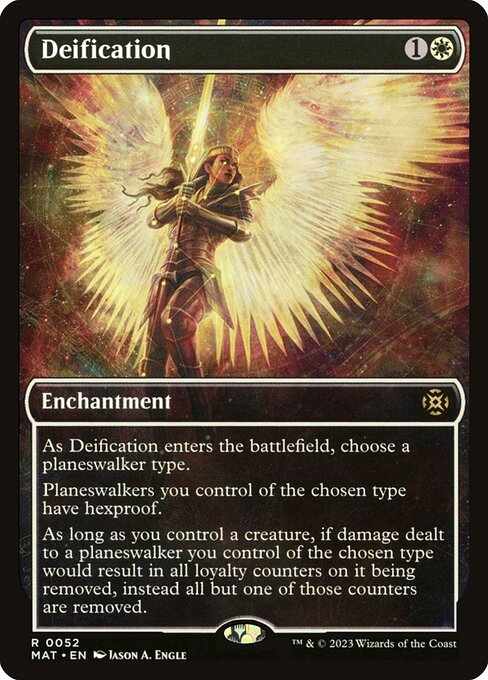 Deification 1
Enchantment
As Deification enters the battlefield, choose a
planeswalker type.
Planeswalkers you control of the chosen type
have hexproof.
As long as you control a creature, if damage dealt
to a planeswalker you control of the chosen type
would result in all loyalty counters on it being
removed, instead all but one of those counters
are removed.
R 0052
MAT • EN Jason A. Engle
™ & © 2023 Wizards of the Coast